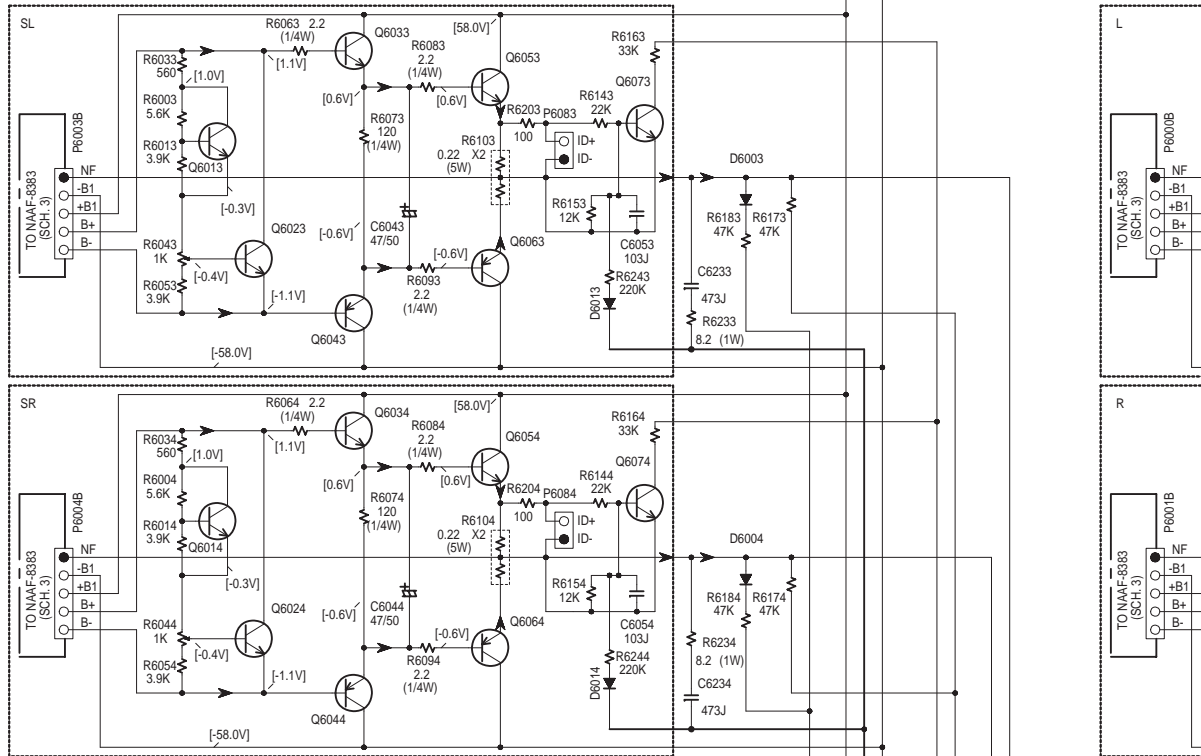 SL
P6003B
TO NAAF-8383
(SCH. 3)
NF
-B1
+B1
B+
B-
R6033
560
[1.0V]
R6003
5.6K
R6013
3.9K
Q6013
[-0.3V]
R6043
1K
[-0.4V]
R6053
3.9K
Q6023
[-1.1V]
[-58.0V]
R6063 2.2
(1/4W)
[1.1V]
Q6033
[0.6V]
R6073
120
(1/4W)
[-0.6V]
C6043
47/50
Q6043
R6083
2.2
(1/4W)
[0.6V]
[-0.6V]
R6093
2.2
(1/4W)
[58.0V]
Q6053
R6103
0.22 X2
(5W)
Q6063
R6203
100
P6083
ID+
ID-
R6143
22K
R6163
33K
Q6073
R6153
12K
C6053
103J
R6243
220K
D6013
D6003
R6183
47K
R6173
47K
C6233
473J
R6233
8.2 (1W)
SR
P6004B
TO NAAF-8383
(SCH. 3)
NF
-B1
+B1
B+
B-
R6034
560
[1.0V]
R6004
5.6K
R6014
3.9K
Q6014
[-0.3V]
R6044
1K
[-0.4V]
R6054
3.9K
Q6024
[-1.1V]
[-58.0V]
R6064 2.2
(1/4W)
[1.1V]
Q6034
[0.6V]
R6074
120
(1/4W)
[-0.6V]
C6044
47/50
Q6044
R6084
2.2
(1/4W)
[0.6V]
[-0.6V]
R6094
2.2
(1/4W)
[58.0V]
Q6054
R6104
0.22 X2
(5W)
Q6064
R6204
100
P6084
ID+
ID-
R6144
22K
R6164
33K
Q6074
R6154
12K
C6054
103J
R6244
220K
D6014
D6004
R6184
47K
R6174
47K
R6234
8.2 (1W)
C6234
473J
L
P6000B
TO NAAF-8383
(SCH. 3)
NF
-B1
+B1
B+
B-
R
P6001B
TO NAAF-8383
(SCH. 3)
NF
-B1
+B1
B+
B-